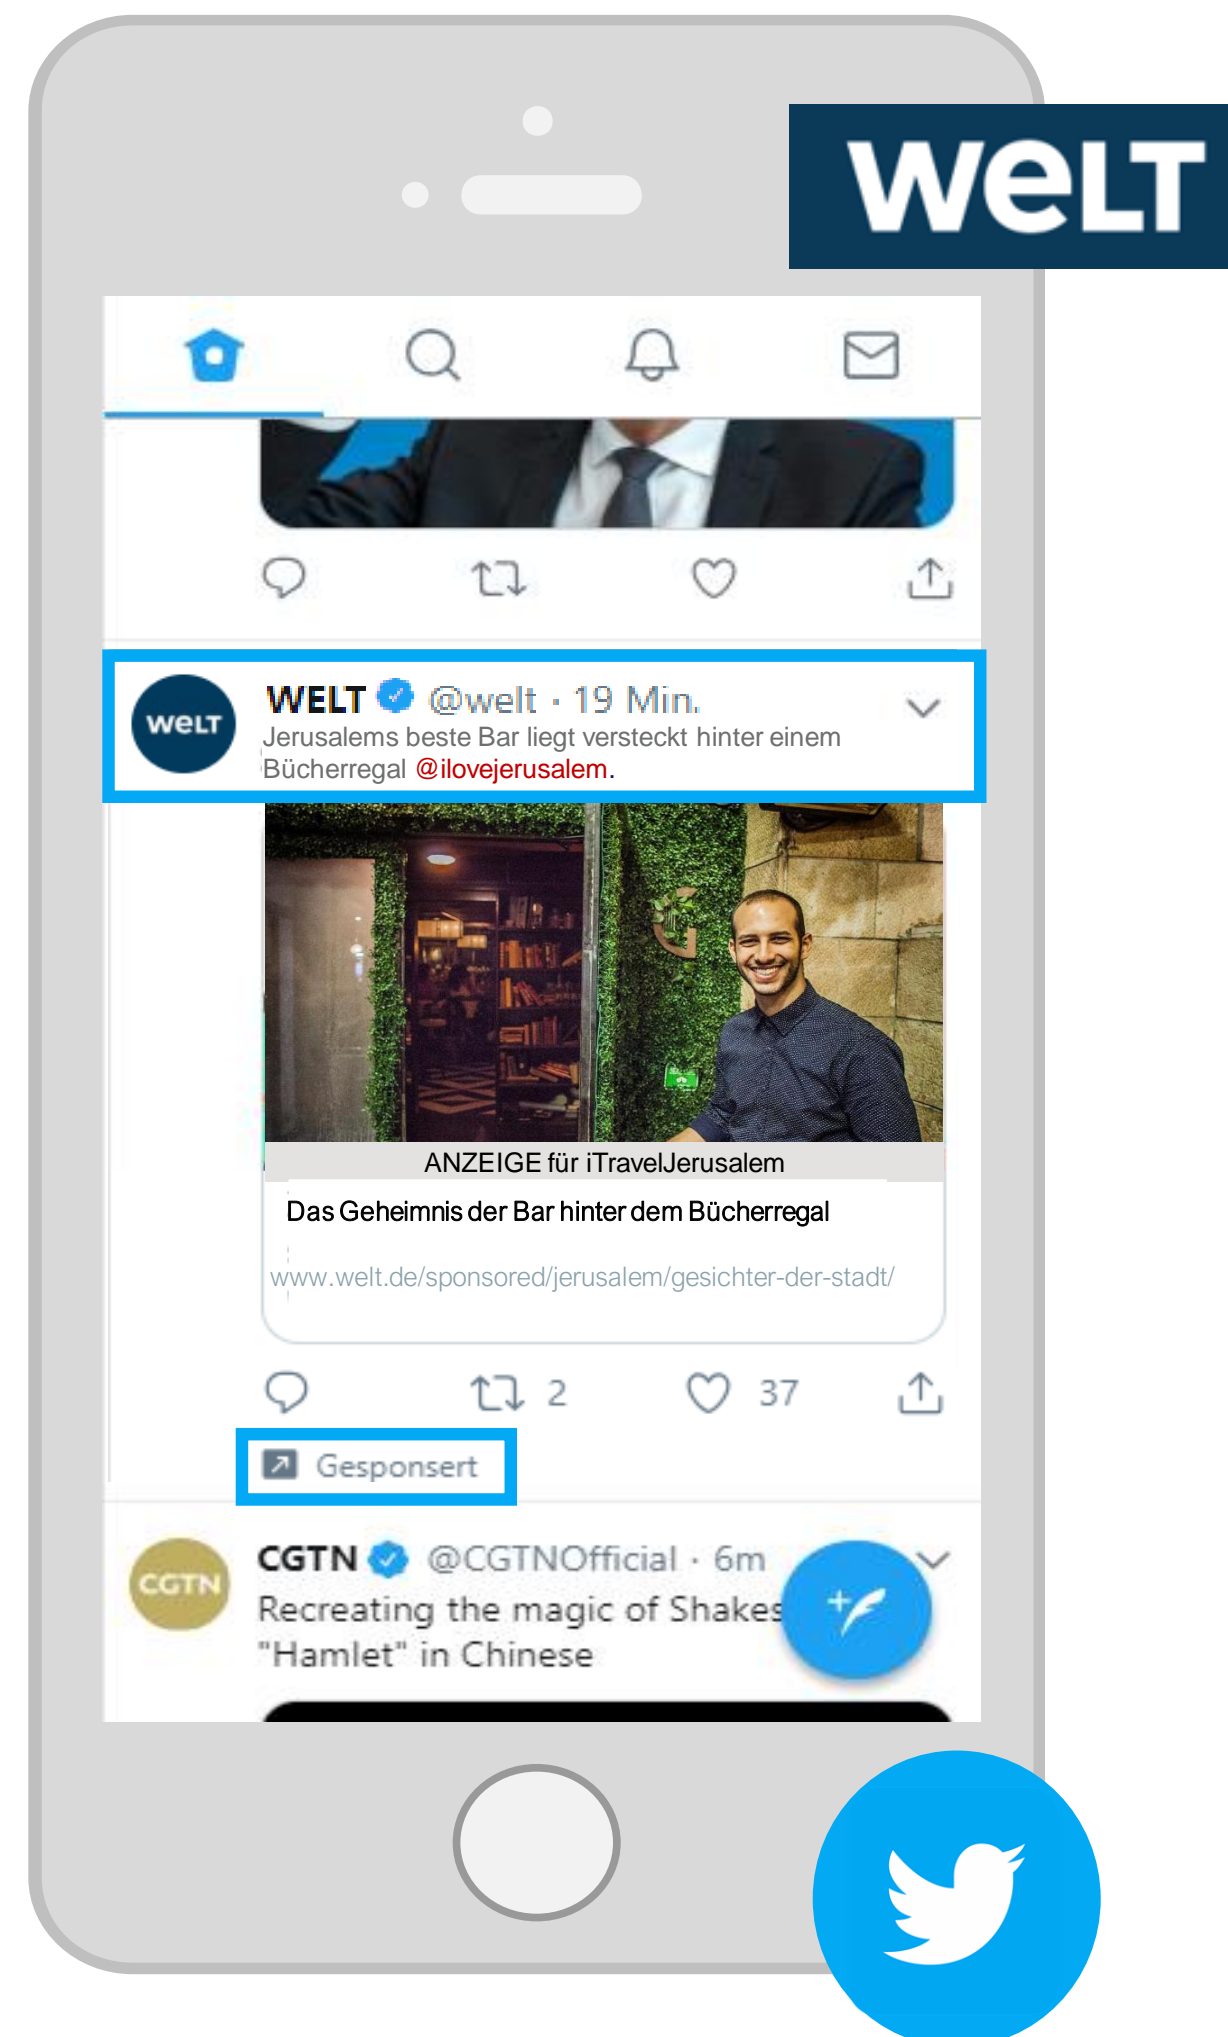 WELT
WELT @welt · 19 Min.
WELT
Jerusalems beste Bar liegt versteckt hinter einem
Bücherregal @ilovejerusalem.
ANZEIGE für iTravelJerusalem
Das Geheimnis der Bar hinter dem Bücherregal
www.welt.de/sponsored/jerusalem/gesichter-der-stadt/
2 37
Gesponsert
CGTN @CGTNOfficial · 6m
CGTN
Recreating the magic of Shakes
"Hamlet" in Chinese